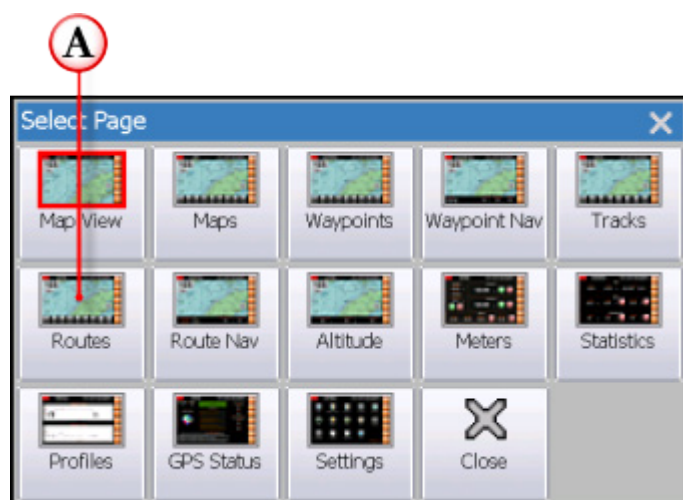 A
Select Page
Map View
Maps
Waypoints
Waypoint Nav
Tracks
Routes
Route Nav
Altitude
Meters
Statistics
Profiles
GPS Status
Settings
Close